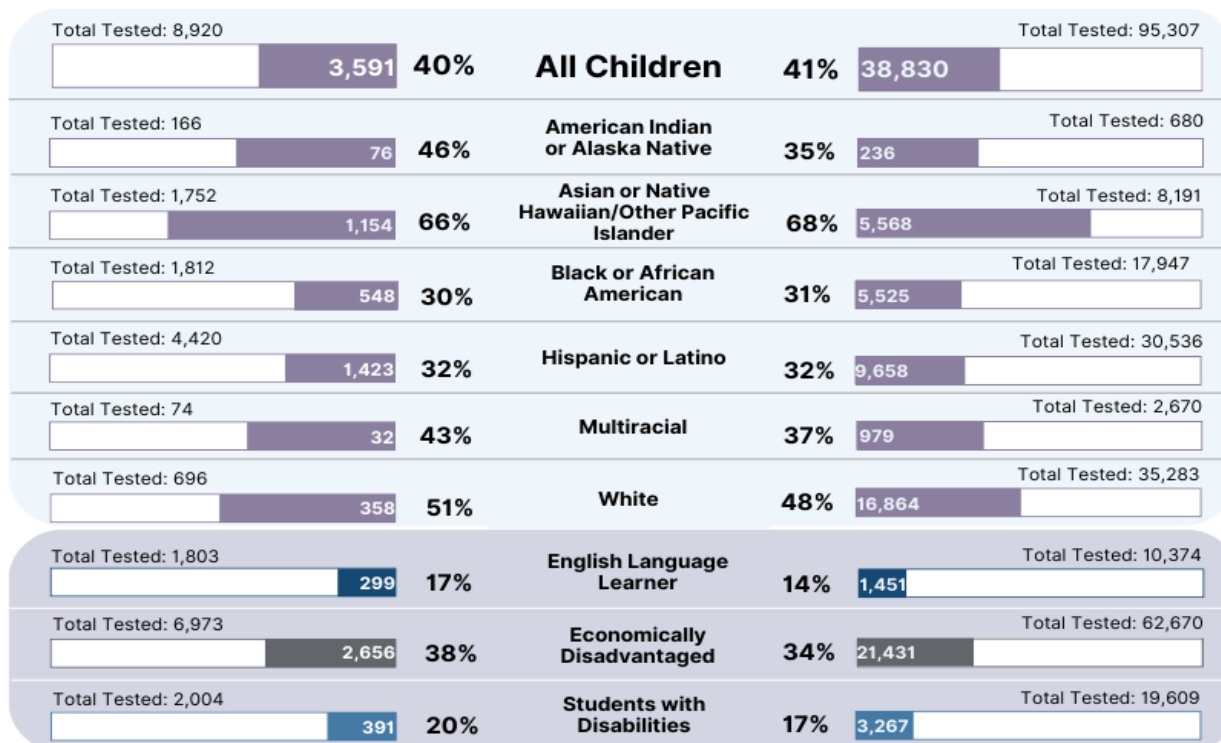 Total Tested: 8,920
3,591
40%
All Children
41%
Total Tested: 95,307
38,830
Total Tested: 166
76
46%
American Indian
or Alaska Native
35%
Total Tested: 680
236
Total Tested: 1,752
1,154
66%
Asian or Native
Hawaiian/Other Pacific
Islander
68%
Total Tested: 8,191
5,568
Total Tested: 1,812
548
30%
Black or African
American
31%
Total Tested: 17,947
5,525
Total Tested: 4,420
1,423
32%
Hispanic or Latino
32%
Total Tested: 30,536
9,658
Total Tested: 74
32
43%
Multiracial
37%
Total Tested: 2,670
979
Total Tested: 696
358
51%
White
48%
Total Tested: 35,283
16,864
Total Tested: 1,803
299
17%
English Language
Learner
14%
Total Tested: 10,374
1,451
Total Tested: 6,973
2,656
38%
Economically
Disadvantaged
34%
Total Tested: 62,670
21,431
Total Tested: 2,004
391
20%
Students with
Disabilities
17%
Total Tested: 19,609
3,267